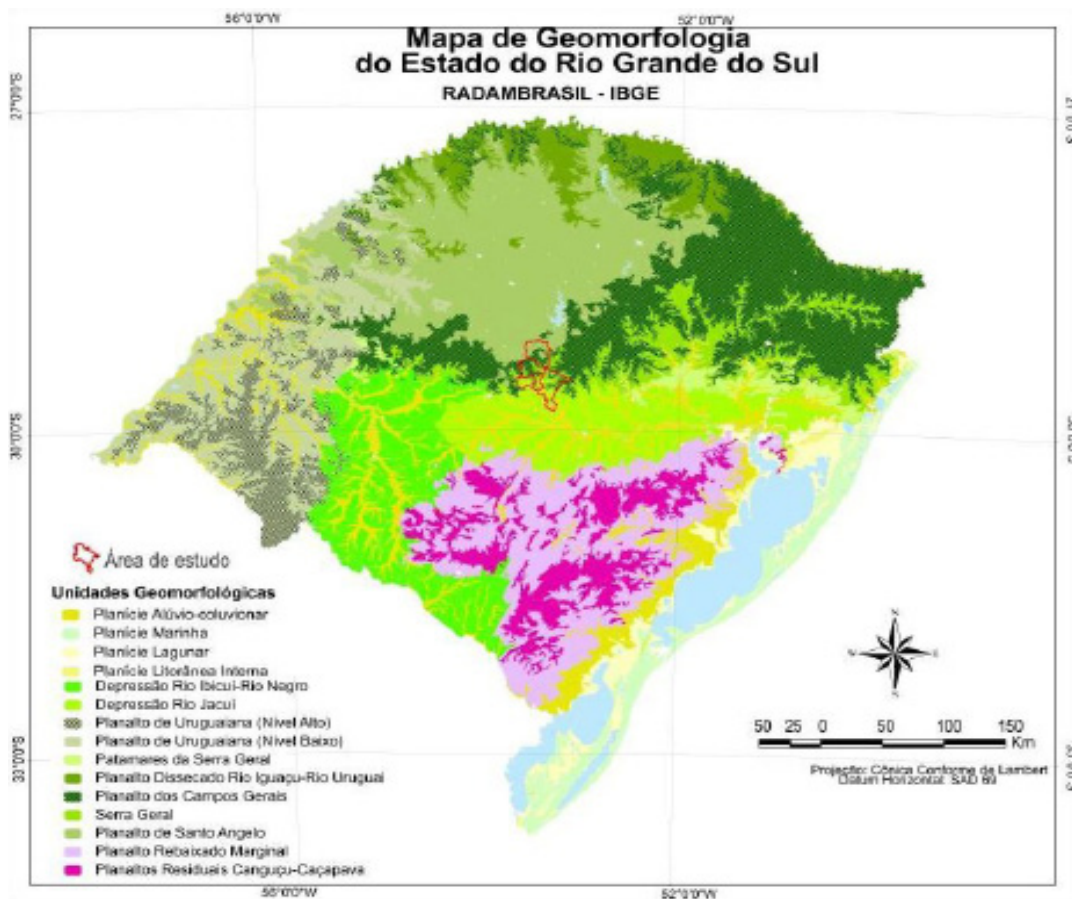 56°0'0"W
52°0'0"W
Mapa de Geomorfologia
do Estado do Rio Grande do Sul
RADAMBRASIL - IBGE
27°0'0"S
30°0'0"S
33°0'0"S
Área de estudo
Unidades Geomorfológicas
Planície Alúvio-coluvionar
Planície Marinha
Planície Lagunar
Planície Litorânea Interna
Depressão Rio Ibicuí-Rio Negro
Depressão Rio Jacuí
Planalto de Uruguaiana (Nível Alto)
Planalto de Uruguaiana (Nível Baixo)
Patamares da Serra Geral
Planalto Dissecado Rio Iguaçu-Rio Uruguai
Planalto dos Campos Gerais
Serra Geral
Planalto de Santo Angelo
Planalto Rebaixado Marginal
Planaltos Residuais Canguçu-Caçapava
N
W
E
S
50 25 0 50 100 150
Km
Projeção: Cônica Conforme de Lambert
Datum Horizontal: SAD 69
56°0'0"W
52°0'0"W